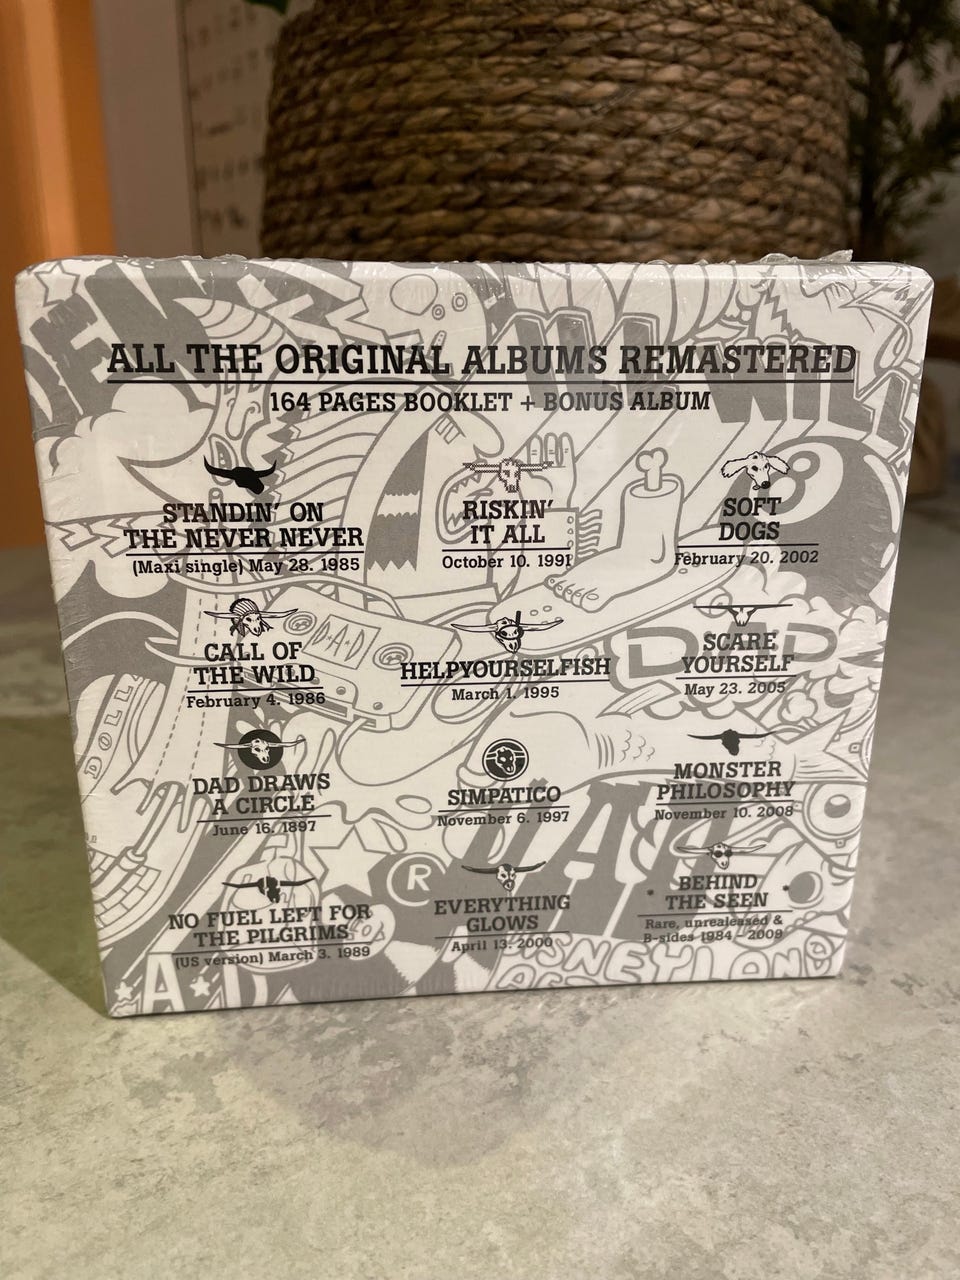 ALL THE ORIGINAL ALBUMS REMASTERED
164 PAGES BOOKLET + BONUS ALBUM
STANDIN' ON
THE NEVER NEVER
(Maxi single) May 28. 1985
CALL OF
THE WILD
February 4. 1986
DAD DRAWS
A CIRCLE
June 16. 1897
NO FUEL LEFT FOR
THE PILGRIMS
(US version) March 3. 1989
RISKIN'
IT ALL
October 10. 1991
HELPYOURSELFISH
March 1. 1995
SIMPATICO
November 6. 1997
EVERYTHING
GLOWS
April 13. 2000
SOFT
DOGS
February 20. 2002
SCARE
YOURSELF
May 23. 2005
MONSTER
PHILOSOPHY
November 10. 2008
BEHIND
THE SEEN
Rare, unrealeased &
B-sides 1984 - 2009
D•A•D
DAD
DOLL
8
®
DISNEYLAND